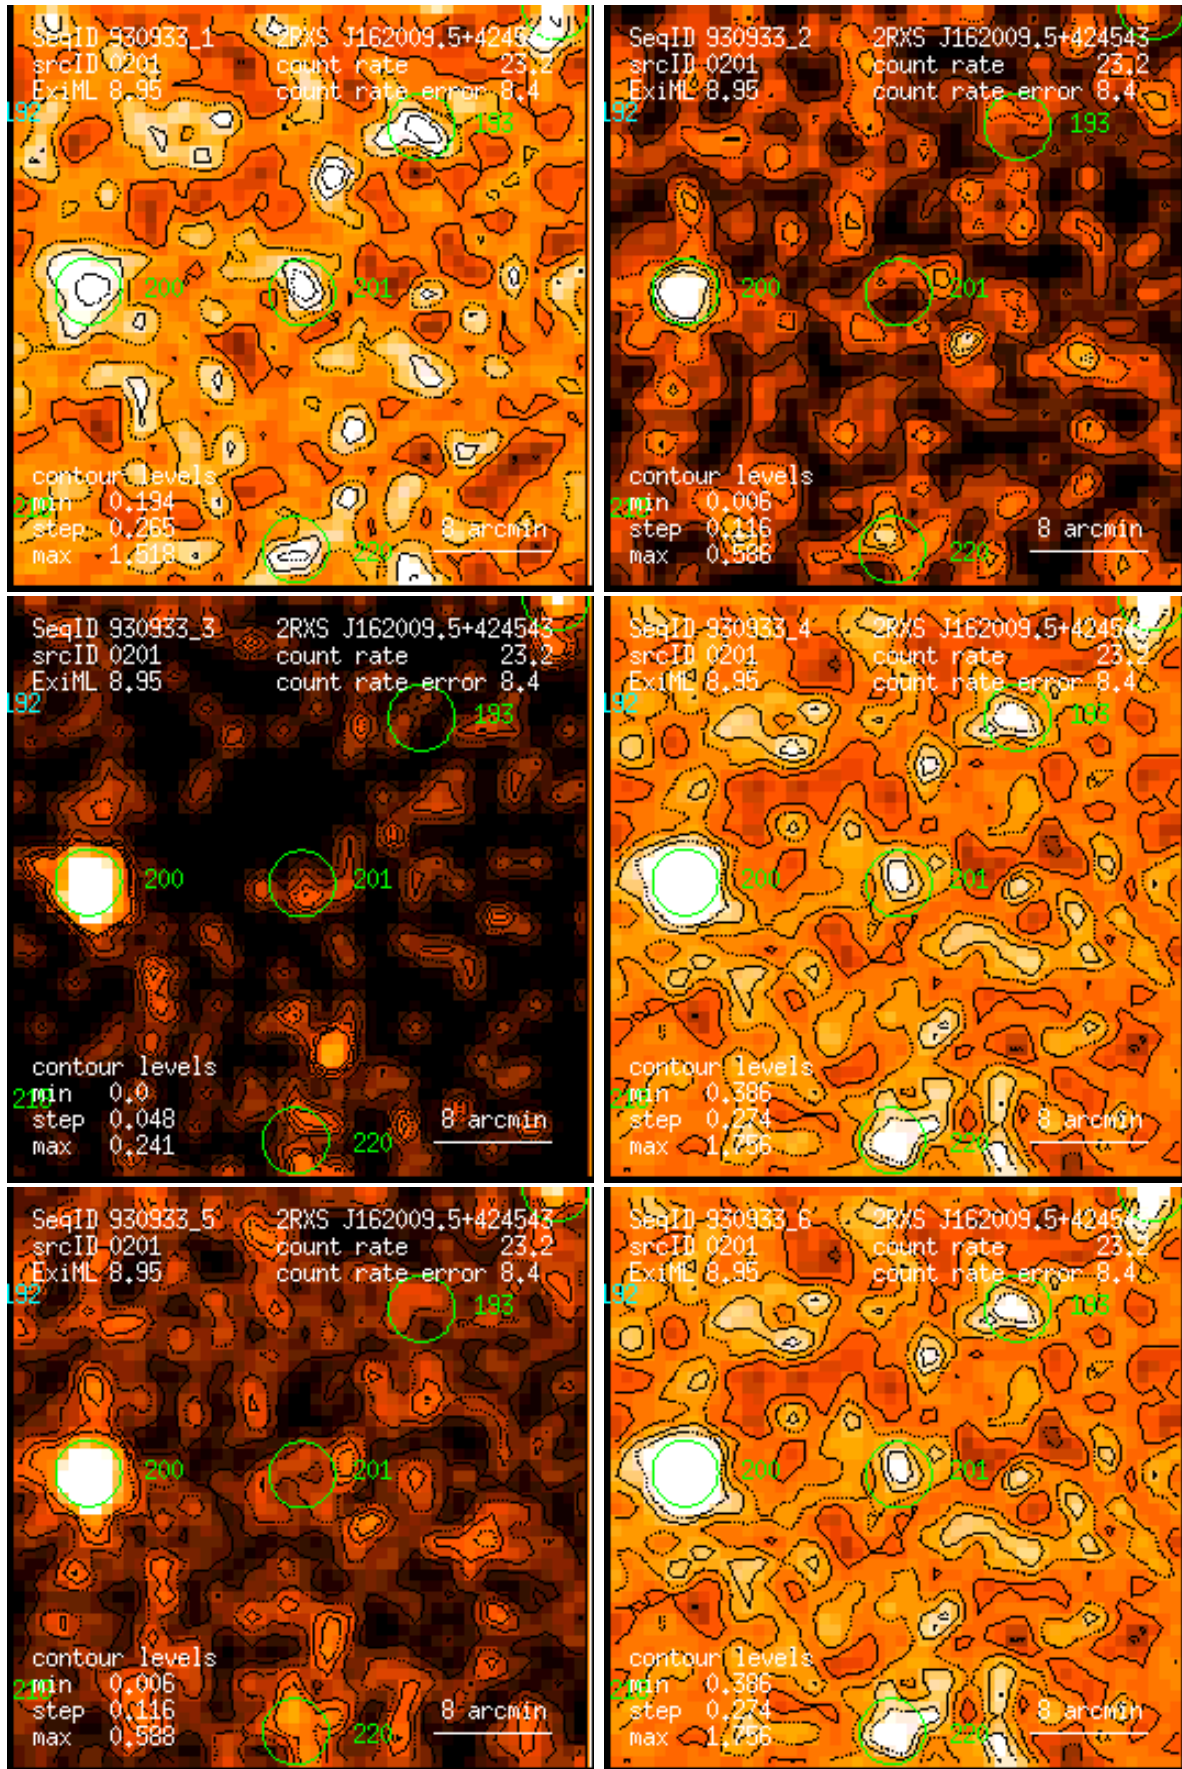 SeqID 930933_1 2RXS J162009.5+424543
srcID 0201 count rate 23.2
ExiML 8.95 count rate error 8.4
192
193
200
201
contour levels
min 0.194
step 0.265 8 arcmin
max 1.518
220
SeqID 930933_2 2RXS J162009.5+424543
srcID 0201 count rate 23.2
ExiML 8.95 count rate error 8.4
192
193
200
201
contour levels
min 0.006
step 0.116 8 arcmin
max 0.586
220
SeqID 930933_3 2RXS J162009.5+424543
srcID 0201 count rate 23.2
ExiML 8.95 count rate error 8.4
192
193
200
201
contour levels
min 0.0
step 0.048 8 arcmin
max 0.241
220
SeqID 930933_4 2RXS J162009.5+424543
srcID 0201 count rate 23.2
ExiML 8.95 count rate error 8.4
192
193
200
201
contour levels
min 0.386
step 0.274 8 arcmin
max 1.756
220
SeqID 930933_5 2RXS J162009.5+424543
srcID 0201 count rate 23.2
ExiML 8.95 count rate error 8.4
192
193
200
201
contour levels
min 0.006
step 0.116 8 arcmin
max 0.588
220
SeqID 930933_6 2RXS J162009.5+424543
srcID 0201 count rate 23.2
ExiML 8.95 count rate error 8.4
192
193
200
201
contour levels
min 0.386
step 0.274 8 arcmin
max 1.756
220